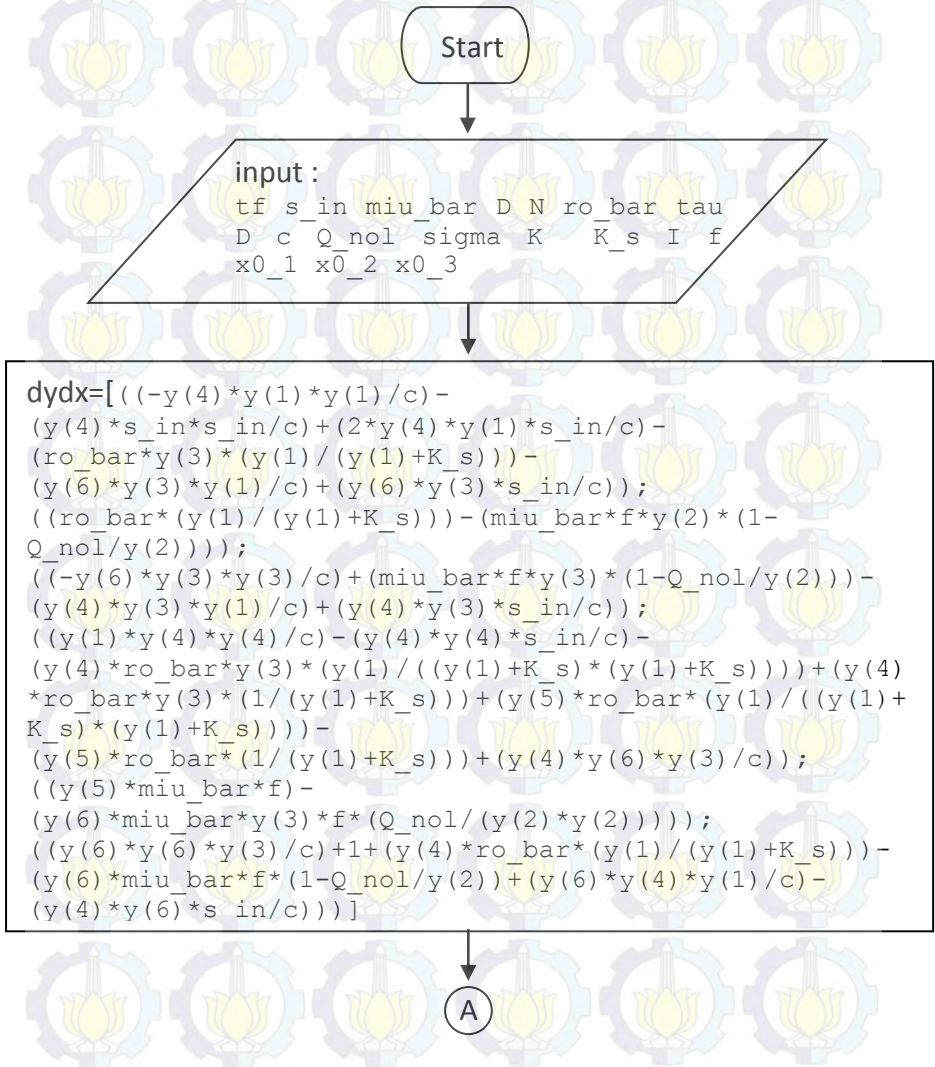 Start
input :
tf s_in miu_bar D N ro_bar tau
D c Q_nol sigma K K_s I f
x0_1 x0_2 x0_3
dydx=[((-y(4)*y(1)*y(1)/c)-
(y(4)*s_in*s_in/c)+(2*y(4)*y(1)*s_in/c)-
(ro_bar*y(3)*(y(1)/(y(1)+K_s)))-
(y(6)*y(3)*y(1)/c)+(y(6)*y(3)*s_in/c));
((ro_bar*(y(1)/(y(1)+K_s)))-(miu_bar*f*y(2)*(1-
Q_nol/y(2))));
((-y(6)*y(3)*y(3)/c)+(miu_bar*f*y(3)*(1-Q_nol/y(2)))-
(y(4)*y(3)*y(1)/c)+(y(4)*y(3)*s_in/c));
((y(1)*y(4)*y(4)/c)-(y(4)*y(4)*s_in/c)-
(y(4)*ro_bar*y(3)*(y(1)/((y(1)+K_s)*(y(1)+K_s))))+(y(4)
*ro_bar*y(3)*(1/(y(1)+K_s)))+(y(5)*ro_bar*(y(1)/((y(1)+
K_s)*(y(1)+K_s))))-
(y(5)*ro_bar*(1/(y(1)+K_s)))+(y(4)*y(6)*y(3)/c));
((y(5)*miu_bar*f)-
(y(6)*miu_bar*y(3)*f*(Q_nol/(y(2)*y(2)))));
((y(6)*y(6)*y(3)/c)+1+(y(4)*ro_bar*(y(1)/(y(1)+K_s)))-
(y(6)*miu_bar*f*(1-Q_nol/y(2))+(y(6)*y(4)*y(1)/c)-
(y(4)*y(6)*s_in/c)))]
A